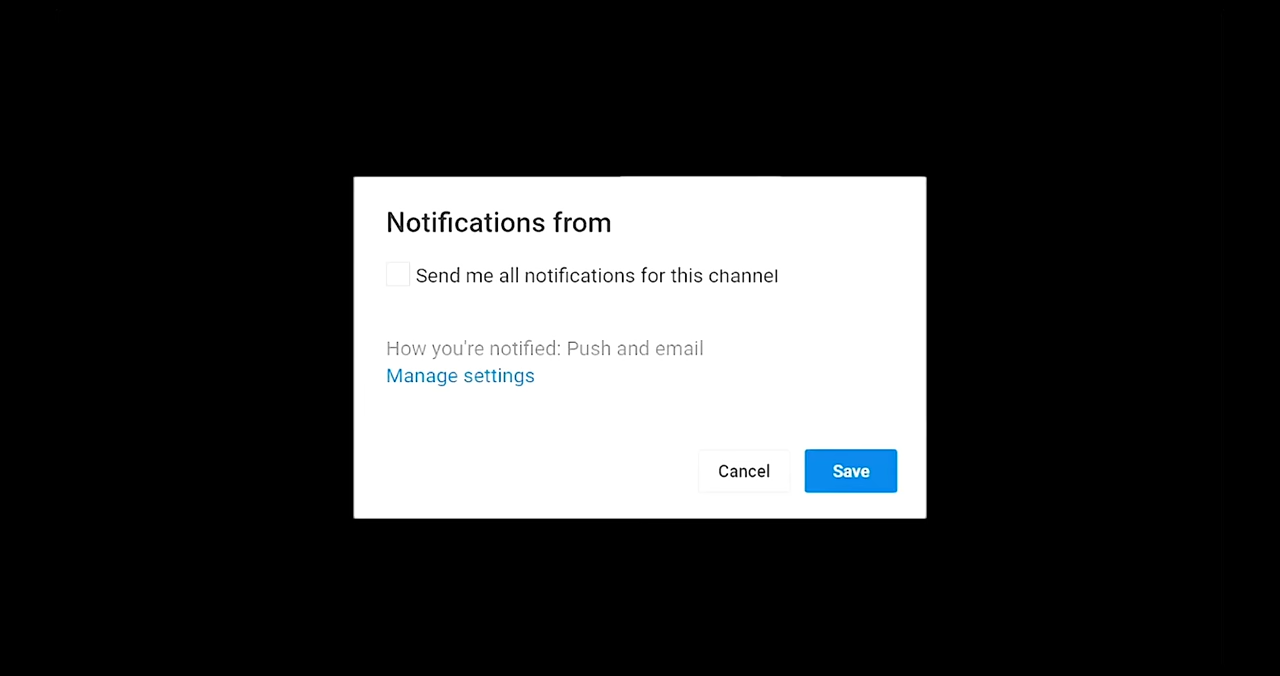 Notifications from
Send me all notifications for this channel
How you're notified: Push and email
Manage settings
Cancel Save